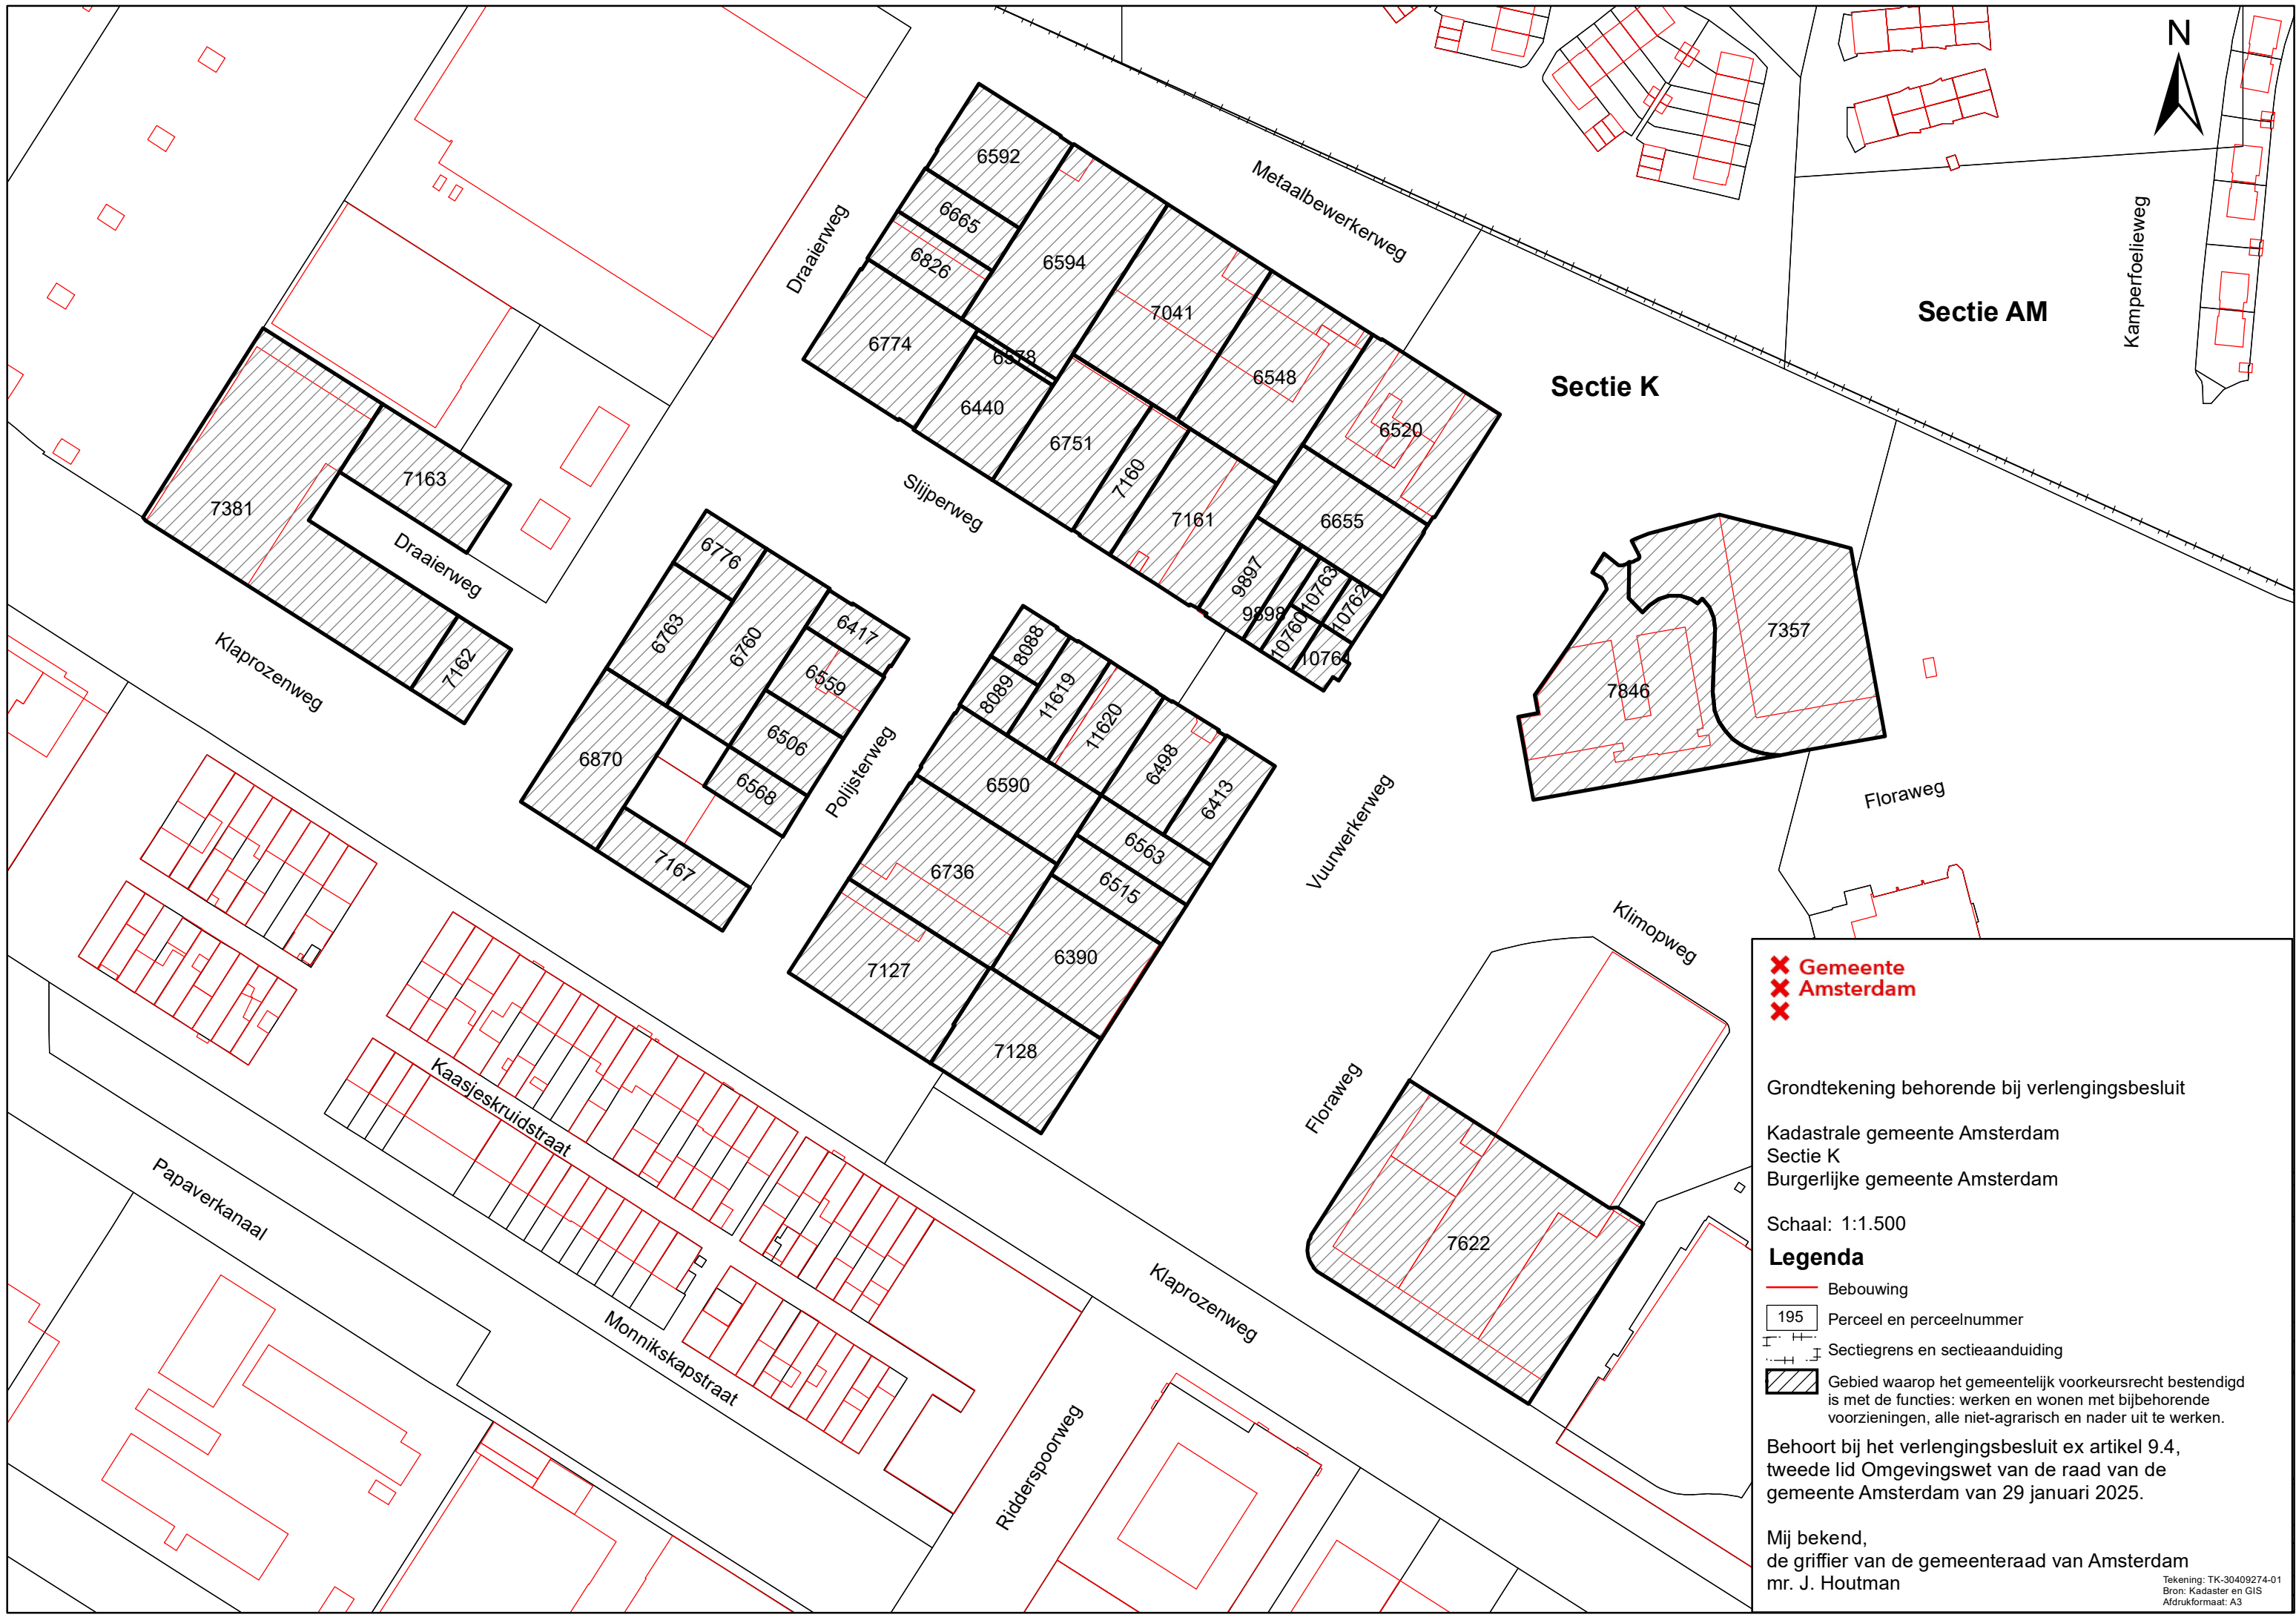 N
Metaalbewerkerweg
Kamperfoelieweg
Sectie AM
Sectie K
Draaierweg
6592
6665
6826
6594
6774
6578
6440
7041
6548
6520
6751
7160
7161
6655
9897
9898
10763
10762
10760
10761
Slijperweg
7381
7163
Draaierweg
7162
Klaprozenweg
6776
6763
6760
6417
6559
6506
6568
6870
7167
Polijsterweg
8088
8089
11619
11620
6498
6413
6590
6563
6515
6736
6390
7127
7128
Vuurwerkerweg
7357
7846
Floraweg
Klimopweg
Floraweg
7622
Kaasjeskruidstraat
Papaverkanaal
Monnikskapstraat
Klaprozenweg
Ridderspoorweg
Gemeente
Amsterdam
Grondtekening behorende bij verlengingsbesluit
Kadastrale gemeente Amsterdam
Sectie K
Burgerlijke gemeente Amsterdam
Schaal: 1:1.500
Legenda
Bebouwing
195 Perceel en perceelnummer
Sectiegrens en sectieaanduiding
Gebied waarop het gemeentelijk voorkeursrecht bestendigd
is met de functies: werken en wonen met bijbehorende
voorzieningen, alle niet-agrarisch en nader uit te werken.
Behoort bij het verlengingsbesluit ex artikel 9.4,
tweede lid Omgevingswet van de raad van de
gemeente Amsterdam van 29 januari 2025.
Mij bekend,
de griffier van de gemeenteraad van Amsterdam
mr. J. Houtman
Tekening: TK-30409274-01
Bron: Kadaster en GIS
Afdrukformaat: A3